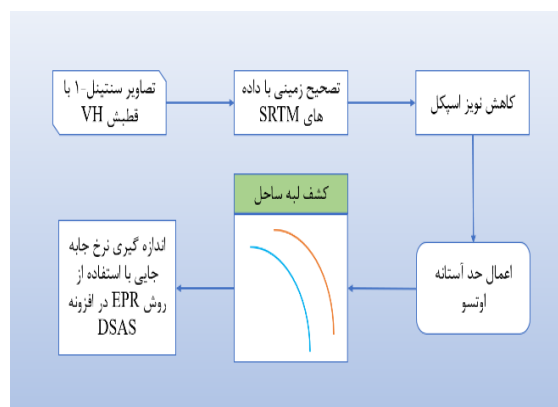 تصاویر سنتینل-۱ با
قطبش VH
تصحیح زمینی با داده
های SRTM
کاهش نویز اسپکل
اعمال حد آستانه
اوتسو
کشف لبه ساحل
اندازه گیری نرخ جابه
جایی با استفاده از
روش EPR در افزونه
DSAS